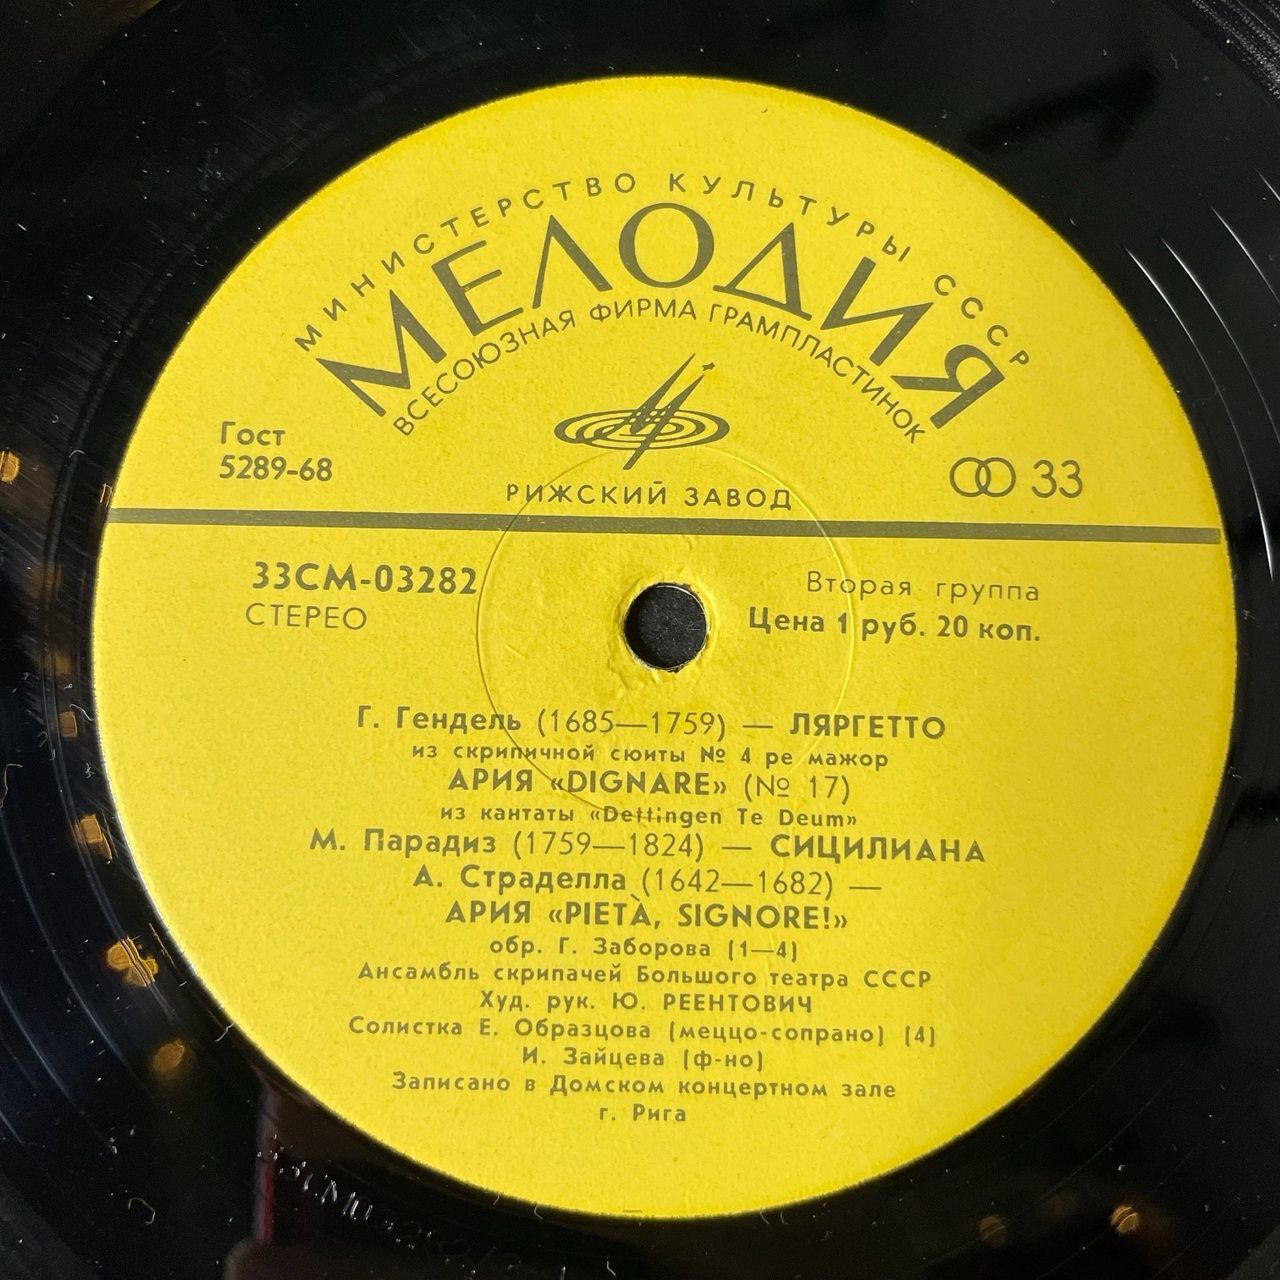 МИНИСТЕРСТВО КУЛЬТУРЫ СССР
МЕЛОДИЯ
ВСЕСОЮЗНАЯ ФИРМА ГРАМПЛАСТИНОК
Гост
5289-68
33
РИЖСКИЙ ЗАВОД
33СМ-03282
СТЕРЕО
Вторая группа
Цена 1 руб. 20 коп.
Г. Гендель (1685—1759) — ЛЯРГЕТТО
из скрипичной сюиты № 4 ре мажор
АРИЯ «DIGNARE» (№ 17)
из кантаты «Dettingen Te Deum»
М. Парадиз (1759—1824) — СИЦИЛИАНА
А. Страделла (1642—1682) —
АРИЯ «PIETÀ, SIGNORE!»
обр. Г. Заборова (1—4)
Ансамбль скрипачей Большого театра СССР
Худ. рук. Ю. РЕЕНТОВИЧ
Солистка Е. Образцова (меццо-сопрано) (4)
И. Зайцева (ф-но)
Записано в Домском концертном зале
г. Рига